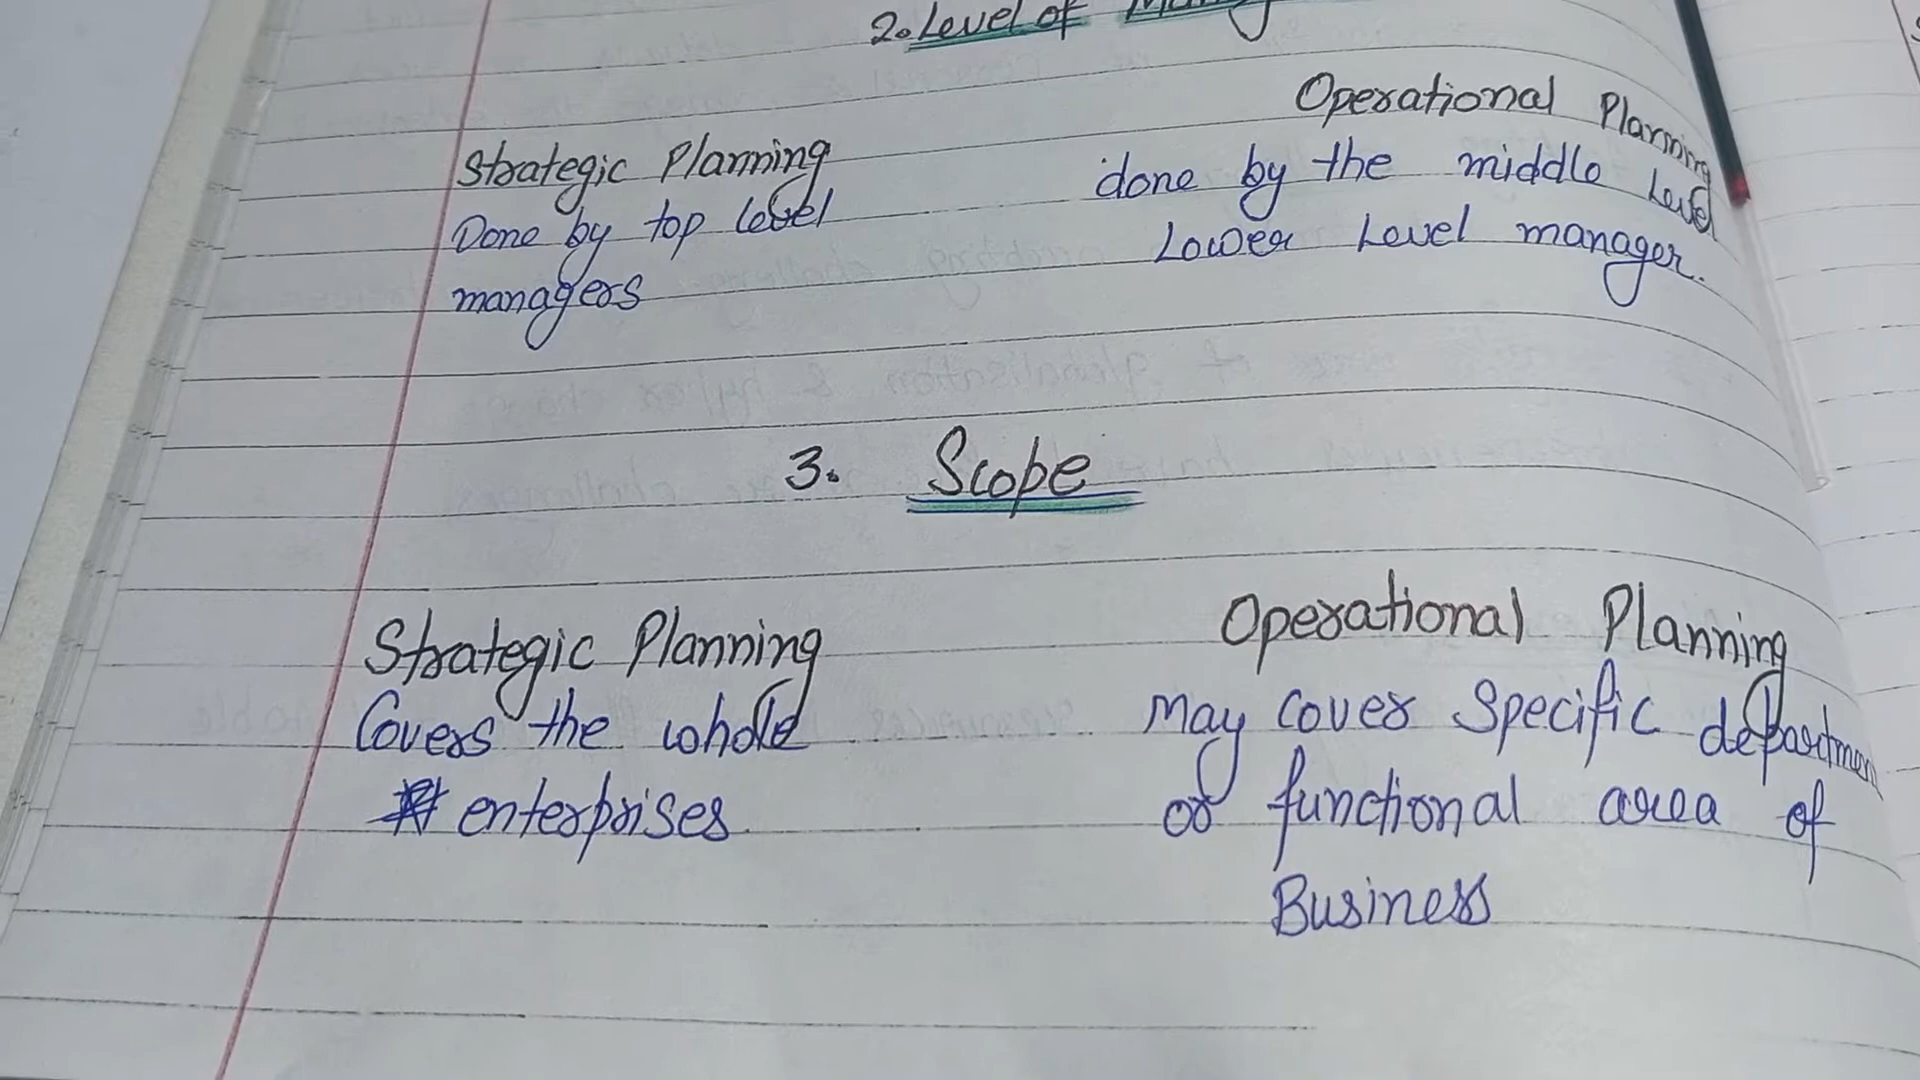 2. Level of
Strategic Planning
Done by top level
managers
Operational Planning
done by the middle Level
Lower Level manager.
3. Scope
Strategic Planning
Covers the whole
enterprises
Operational Planning
May cover Specific
or functional area of
Business